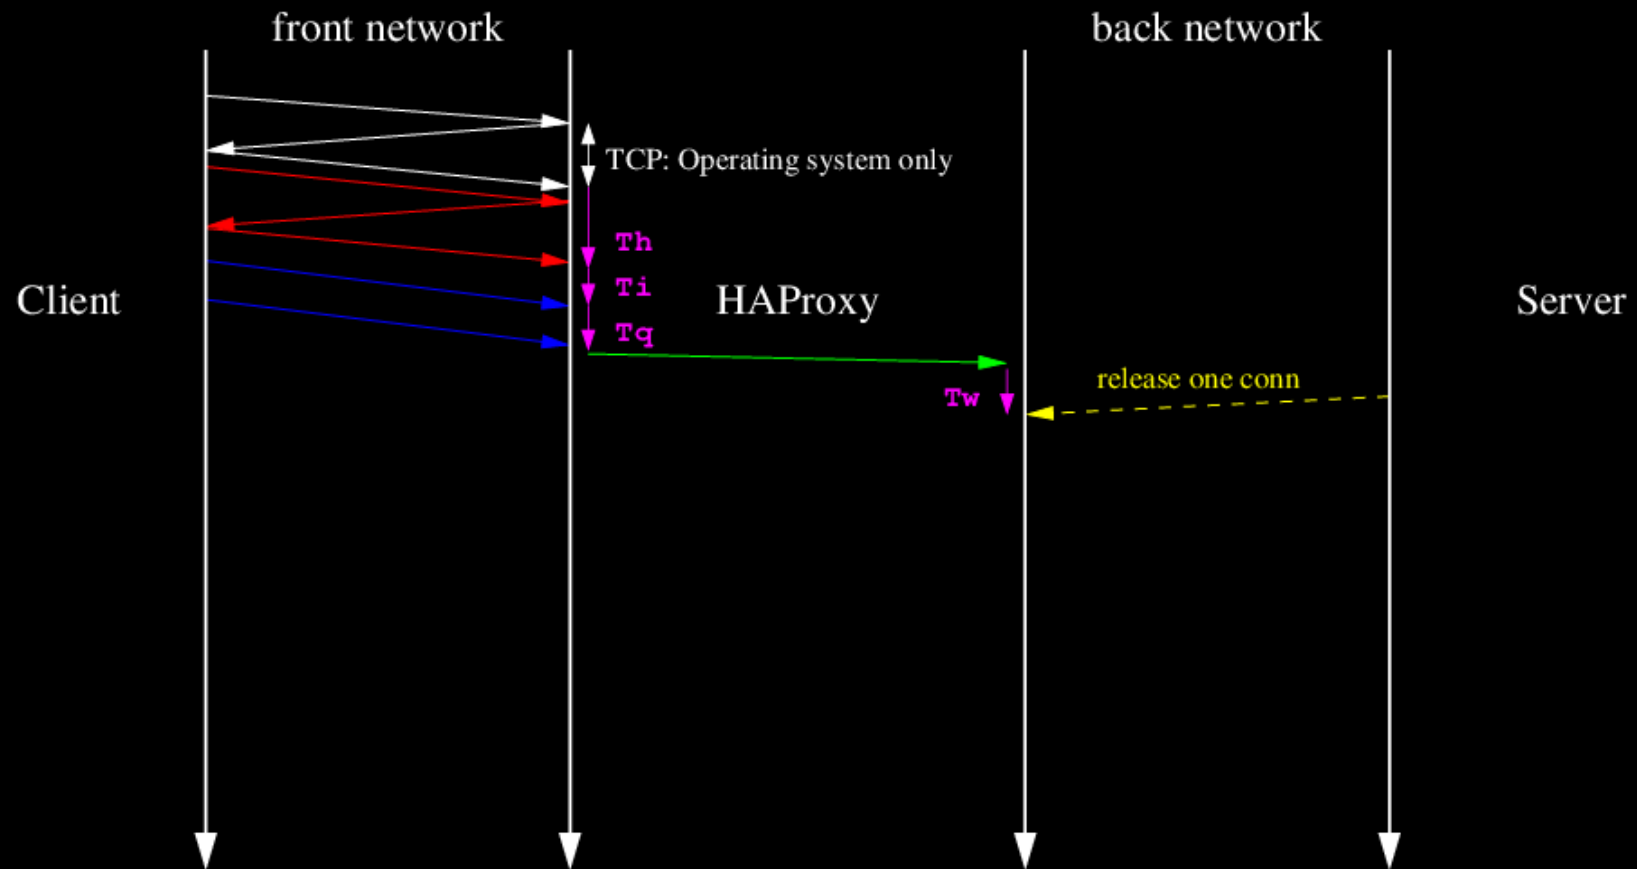 front network
back network
TCP: Operating system only
Th
Ti
Client
HAProxy
Server
Tq
release one conn
Tw